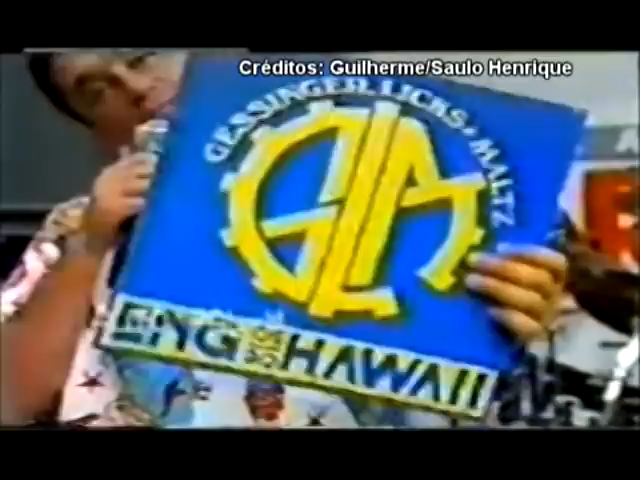 Créditos: Guilherme/Saulo Henrique
GESSINGER, LICKS, MALTZ
GLM
ENG
HAWAII